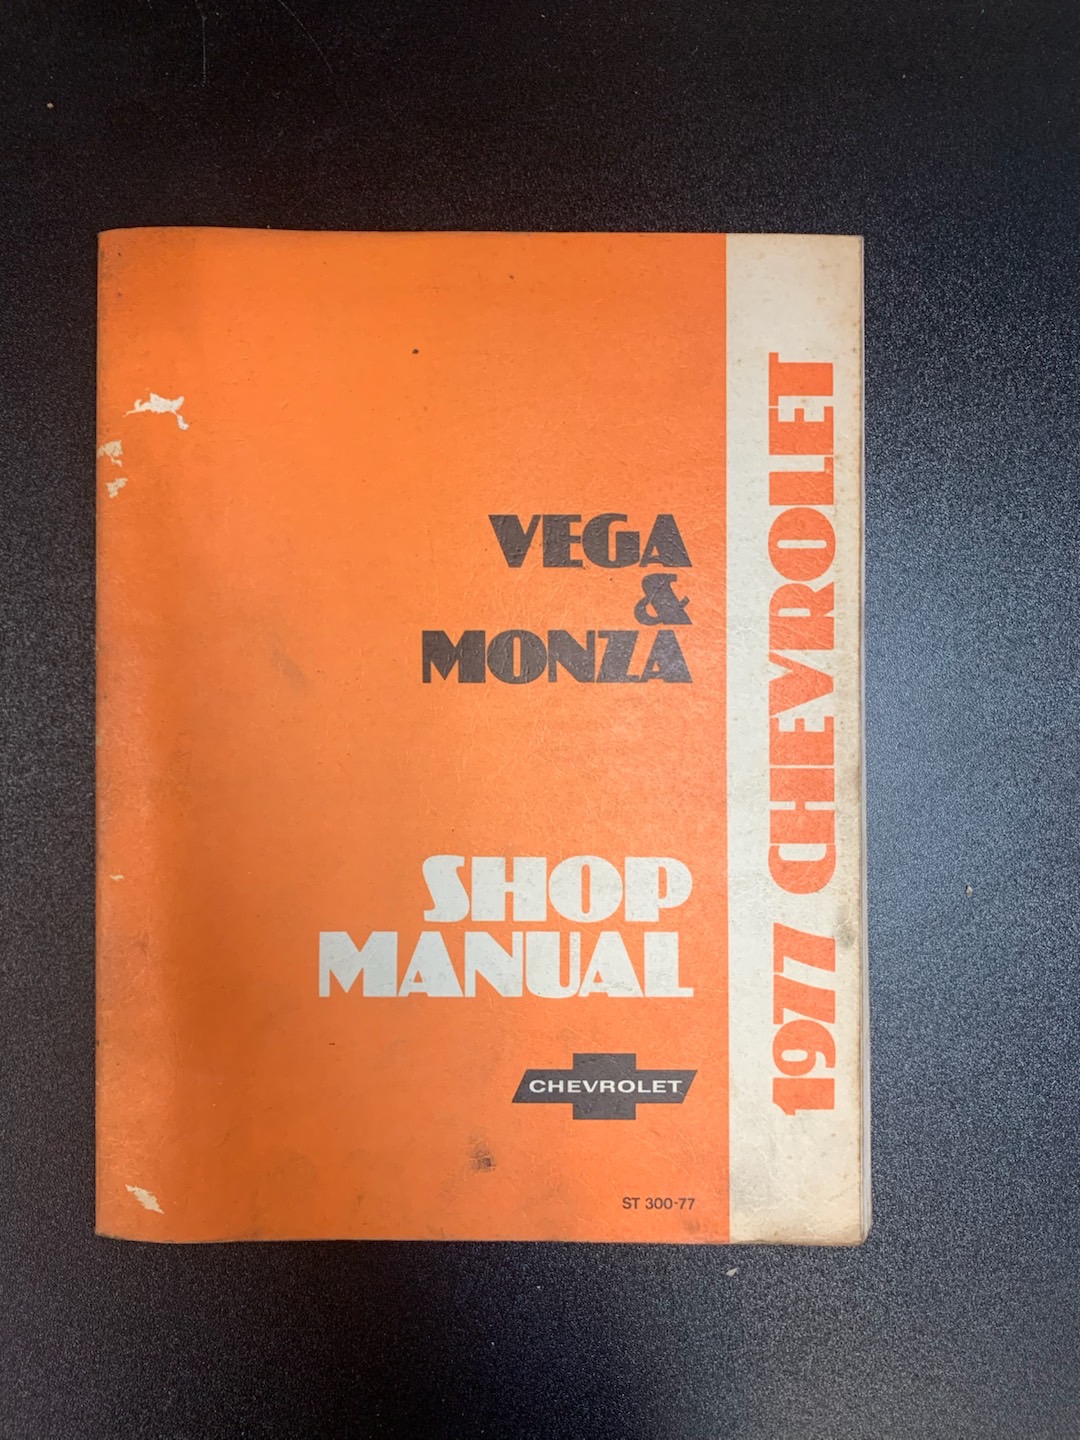 VEGA
&
MONZA
SHOP
MANUAL
CHEVROLET
ST 300-77
1977 CHEVROLET